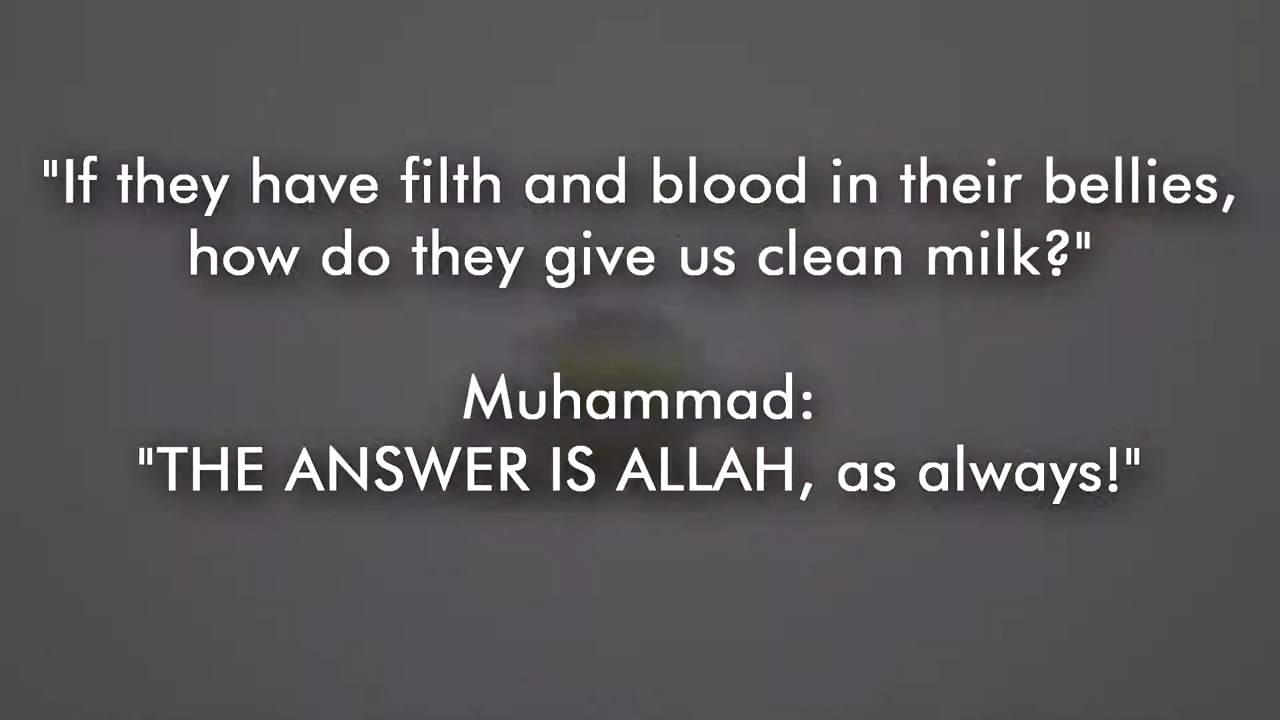 "If they have filth and blood in their bellies,
how do they give us clean milk?"
Muhammad:
"THE ANSWER IS ALLAH, as always!"